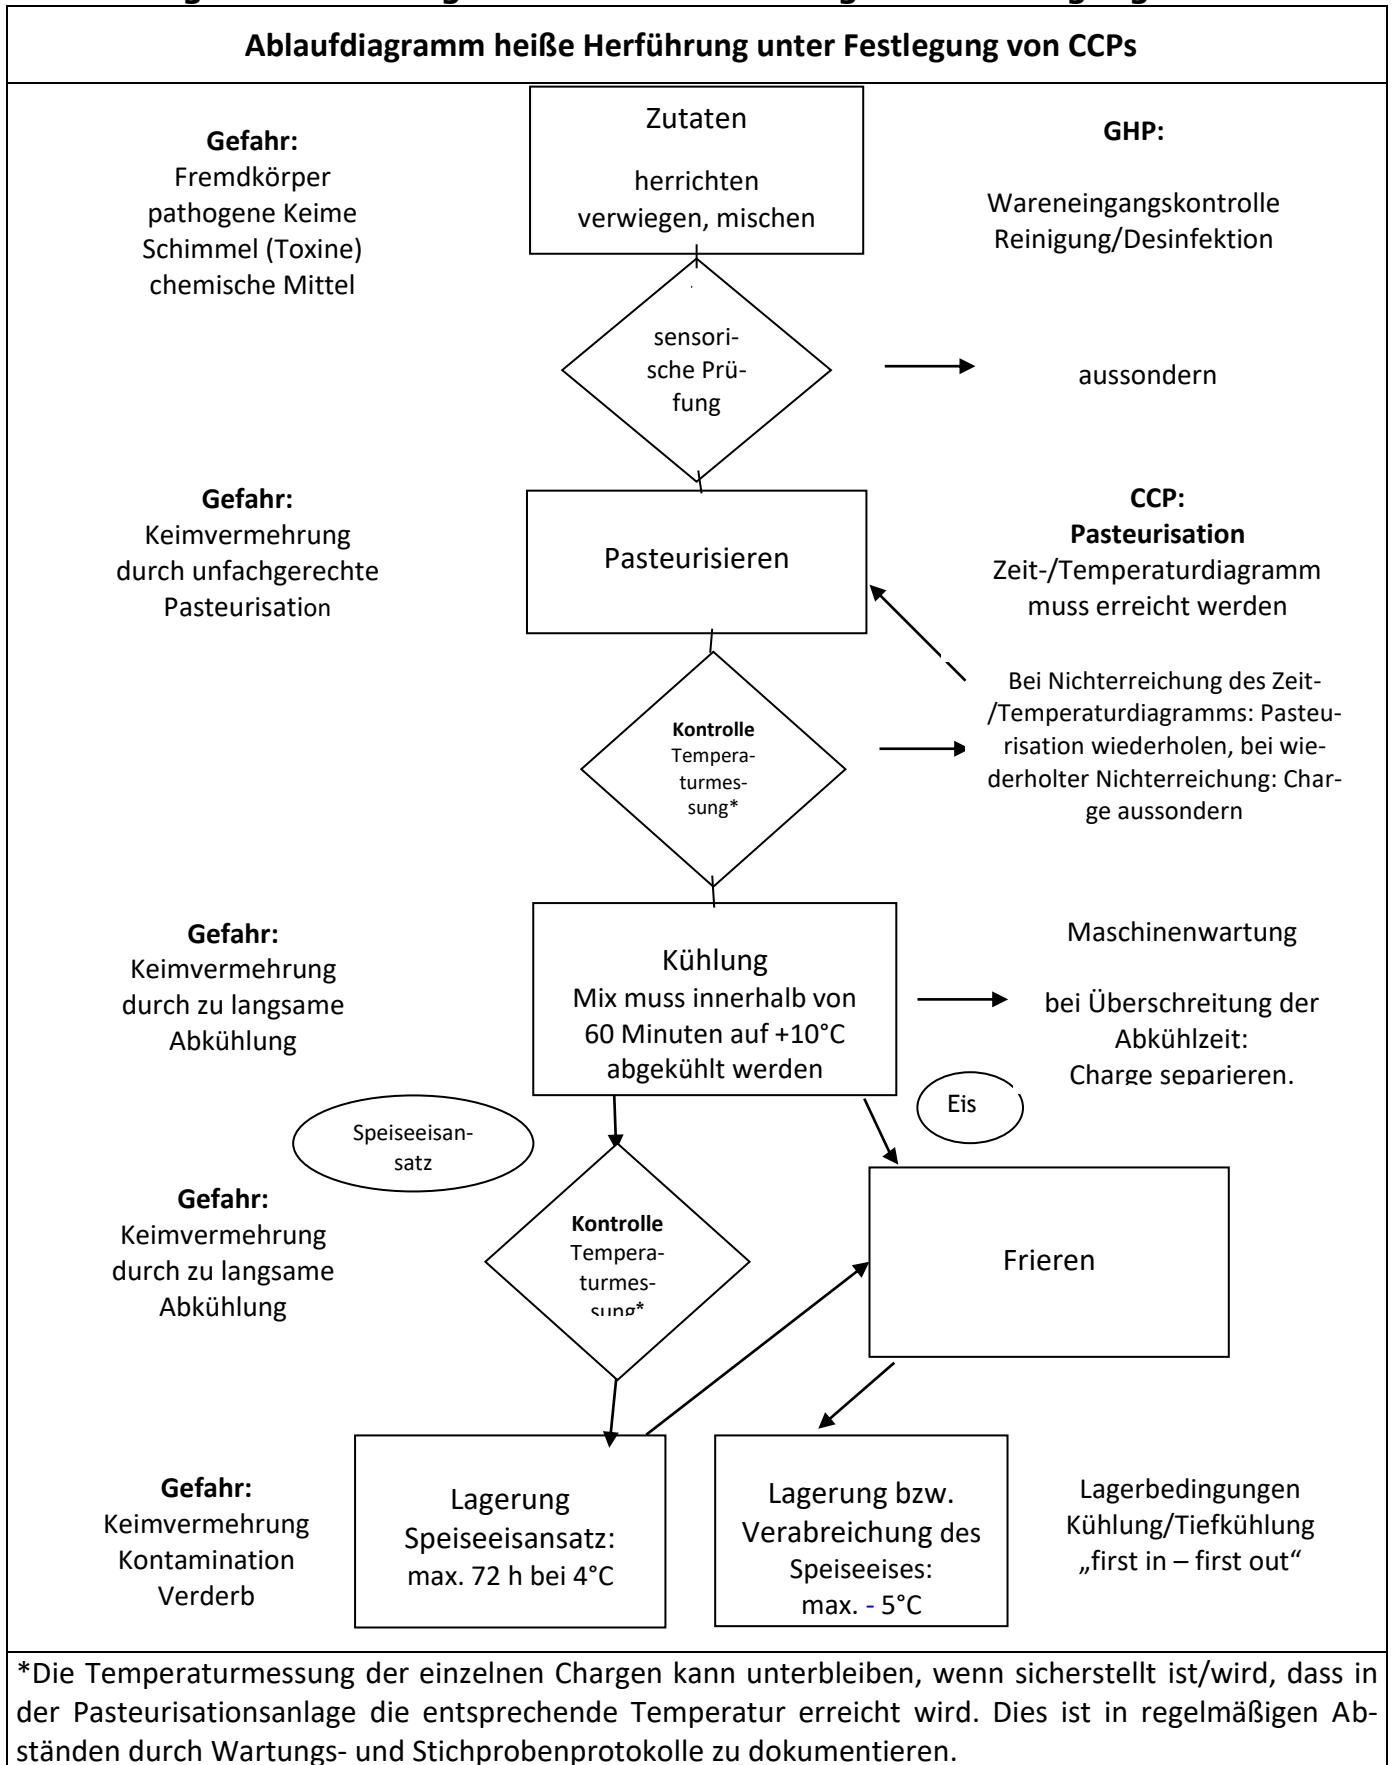 Ablaufdiagramm heiße Herführung unter Festlegung von CCPs
Gefahr:
Fremdkörper
pathogene Keime
Schimmel (Toxine)
chemische Mittel
Zutaten
herrichten
verwiegen, mischen
GHP:
Wareneingangskontrolle
Reinigung/Desinfektion
sensori-
sche Prü-
fung
aussondern
Gefahr:
Keimvermehrung
durch unfachgerechte
Pasteurisation
Pasteurisieren
CCP:
Pasteurisation
Zeit-/Temperaturdiagramm
muss erreicht werden
Kontrolle
Tempera-
turmes-
sung*
Bei Nichterreichung des Zeit-
/Temperaturdiagramms: Pasteu-
risation wiederholen, bei wie-
derholter Nichterreichung: Char-
ge aussondern
Gefahr:
Keimvermehrung
durch zu langsame
Abkühlung
Kühlung
Mix muss innerhalb von
60 Minuten auf +10°C
abgekühlt werden
Maschinenwartung
bei Überschreitung der
Abkühlzeit:
Charge separieren.
Speiseeisan-
satz
Eis
Gefahr:
Keimvermehrung
durch zu langsame
Abkühlung
Kontrolle
Tempera-
turmes-
sung*
Frieren
Gefahr:
Keimvermehrung
Kontamination
Verderb
Lagerung
Speiseeisansatz:
max. 72 h bei 4°C
Lagerung bzw.
Verabreichung des
Speiseeises:
max. - 5°C
Lagerbedingungen
Kühlung/Tiefkühlung
„first in – first out“
*Die Temperaturmessung der einzelnen Chargen kann unterbleiben, wenn sicherstellt ist/wird, dass in
der Pasteurisationsanlage die entsprechende Temperatur erreicht wird. Dies ist in regelmäßigen Ab-
ständen durch Wartungs- und Stichprobenprotokolle zu dokumentieren.